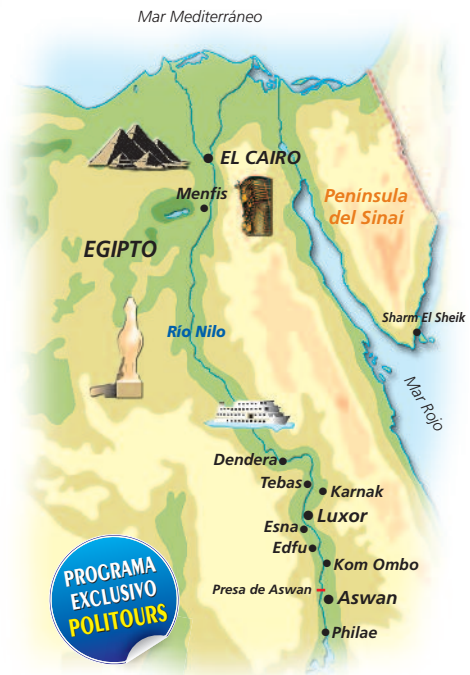 Mar Mediterráneo
EL CAIRO
Menfis
Península
del Sinaí
EGIPTO
Sharm El Sheik
Río Nilo
Mar Rojo
Dendera
Tebas
Karnak
Luxor
Esna
Edfu
Kom Ombo
PROGRAMA
EXCLUSIVO
POLITOURS
Presa de Aswan
Aswan
Philae